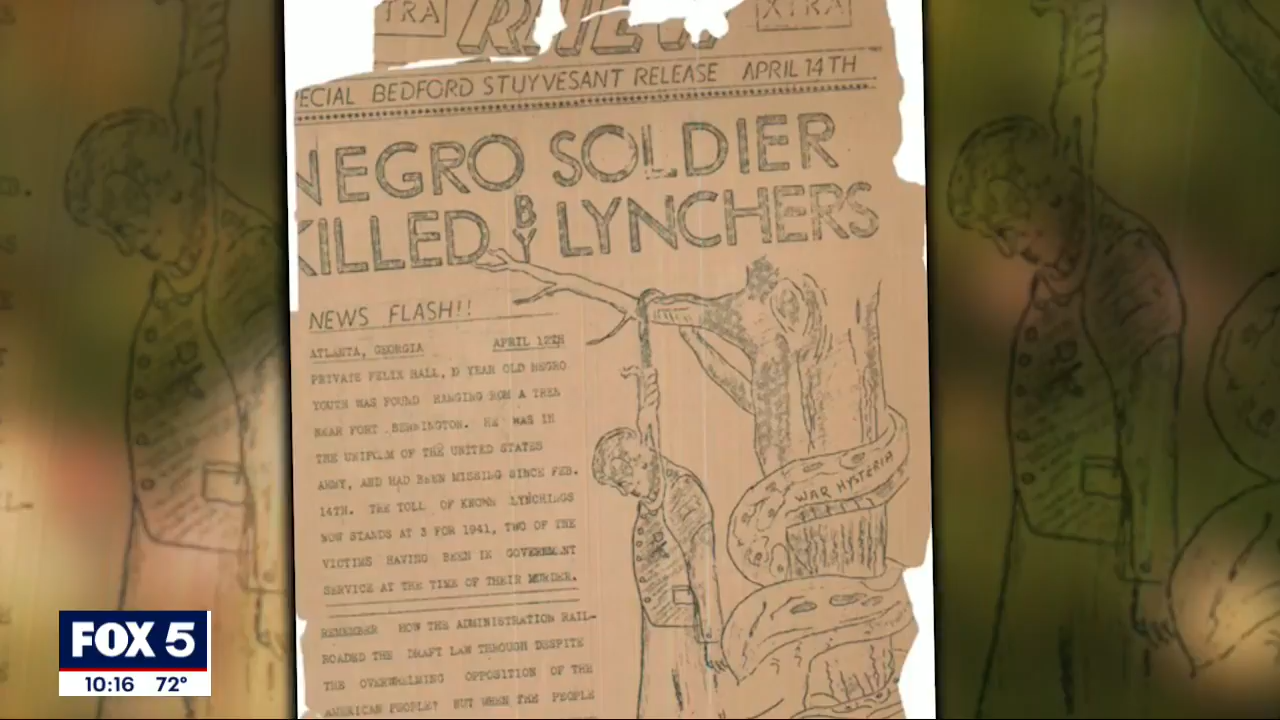 TRA
XTRA
REVIEW
ECIAL BEDFORD STUYVESANT RELEASE APRIL 14TH
NEGRO SOLDIER
KILLED BY LYNCHERS
NEWS FLASH!!
ATLANTA, GEORGIA APRIL 12TH
PRIVATE FELIX HALL, 19 YEAR OLD NEGRO
YOUTH WAS FOUND HANGING ROM A TREE
NEAR FORT BENNINGTON. HE WAS IN
THE UNIFORM OF THE UNITED STATES
ARMY, AND HAD BEEN MISSING SINCE FEB.
14TH. THE TOLL OF KNOWN LYNCHINGS
NOW STANDS AT 3 FOR 1941, TWO OF THE
VICTIMS HAVING BEEN IN GOVERNMENT
SERVICE AT THE TIME OF THEIR MURDER.
REMEMBER HOW THE ADMINISTRATION RAIL-
ROADED THE DRAFT LAW THROUGH DESPITE
THE OVERWHELMING OPPOSITION OF THE
AMERICAN PEOPLE? BUT WHEN THE PEOPLE
WAR HYSTERIA
FOX 5
10:16 72°